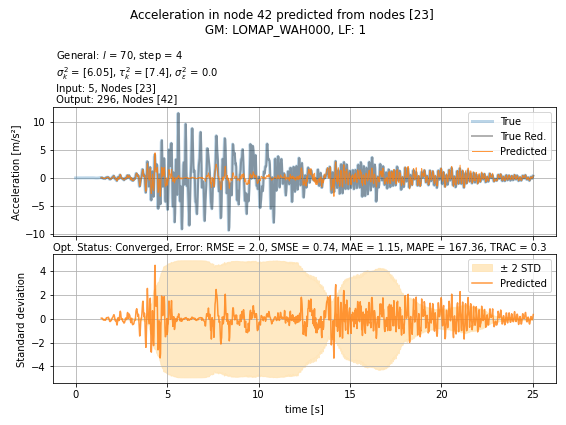 Acceleration in node 42 predicted from nodes [23]
GM: LOMAP_WAH000, LF: 1
General: l = 70, step = 4
σ²ₖ = [6.05], τ²ₖ = [7.4], σ²ε = 0.0
Input: 5, Nodes [23]
Output: 296, Nodes [42]
True
True Red.
Predicted
Acceleration [m/s²]
10
5
0
−5
−10
Opt. Status: Converged, Error: RMSE = 2.0, SMSE = 0.74, MAE = 1.15, MAPE = 167.36, TRAC = 0.3
± 2 STD
Predicted
Standard deviation
4
2
0
−2
−4
0 5 10 15 20 25
time [s]